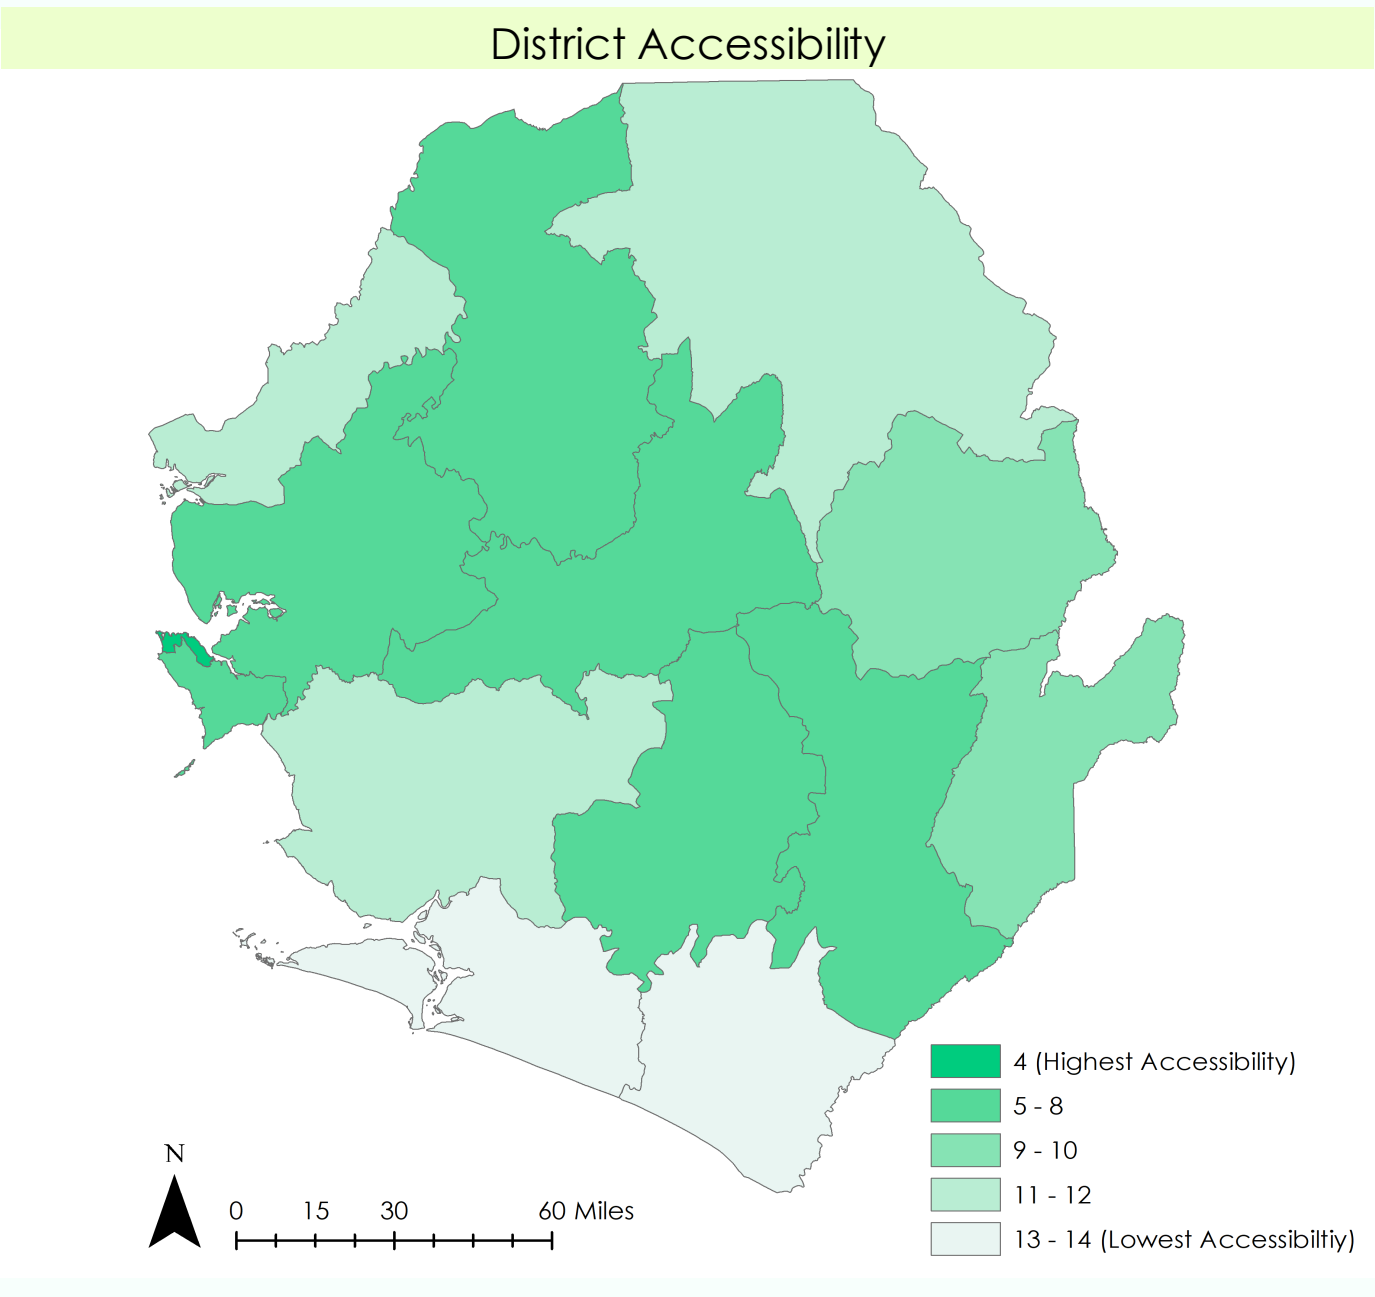 District Accessibility
4 (Highest Accessibility)
5 - 8
9 - 10
11 - 12
13 - 14 (Lowest Accessibiltiy)
N
0 15 30 60 Miles